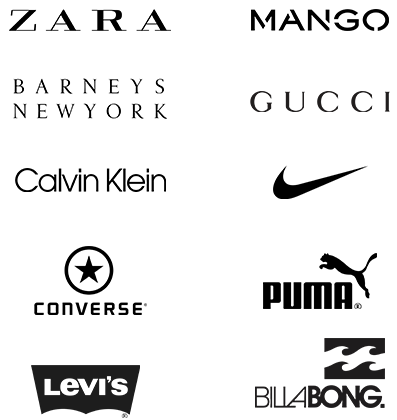 ZARA
MANGO
BARNEYS
NEWYORK
GUCCI
Calvin Klein
CONVERSE®
PUMA®
Levi's®
BILLABONG.